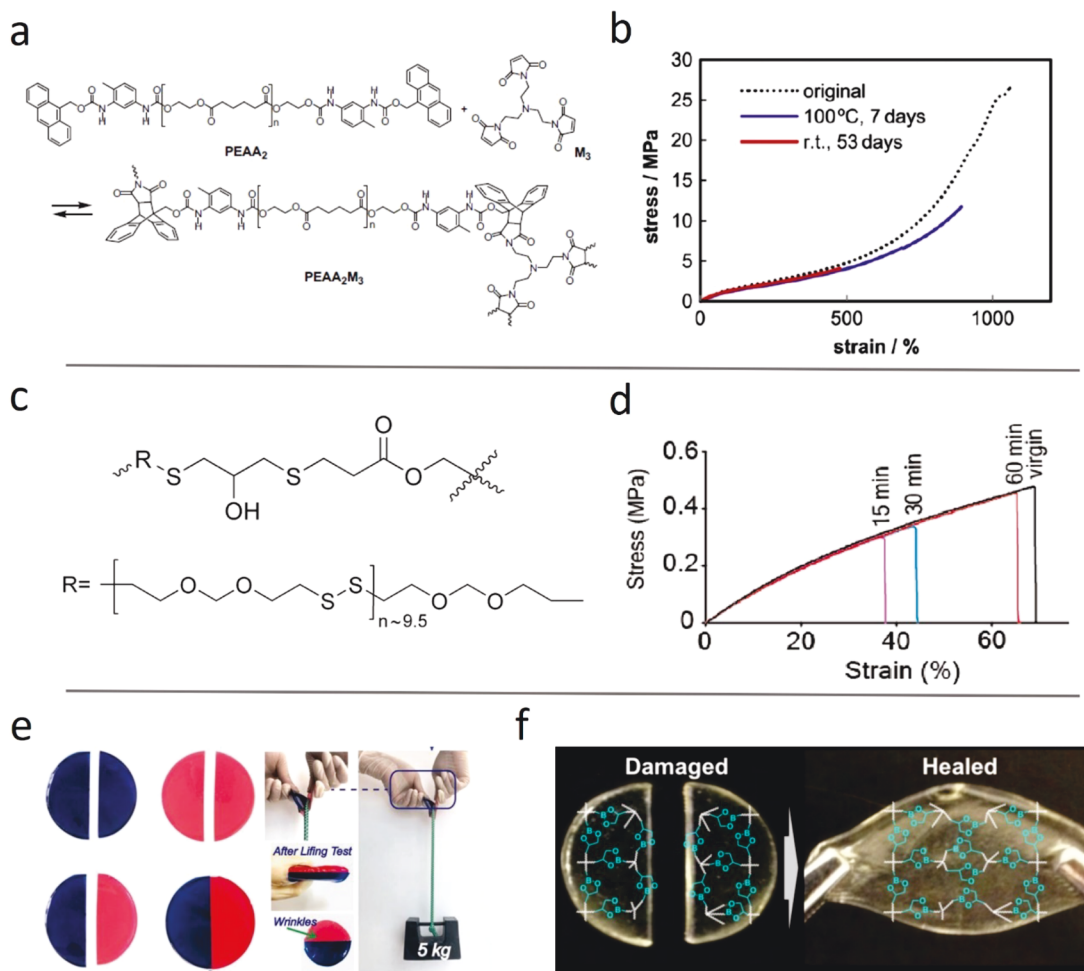 a
PEAA2
+
M3
PEAA2M3
b
stress / MPa
30
25
20
15
10
5
0
original
100ºC, 7 days
r.t., 53 days
0
500
1000
strain / %
c
R
S
S
O
O
OH
R=
O
O
S
S
n~9.5
O
O
d
Stress (MPa)
0.6
0.4
0.2
0
15 min
30 min
60 min
virgin
0
20
40
60
Strain (%)
e
After Lifing Test
Wrinkles
5 kg
f
Damaged
Healed